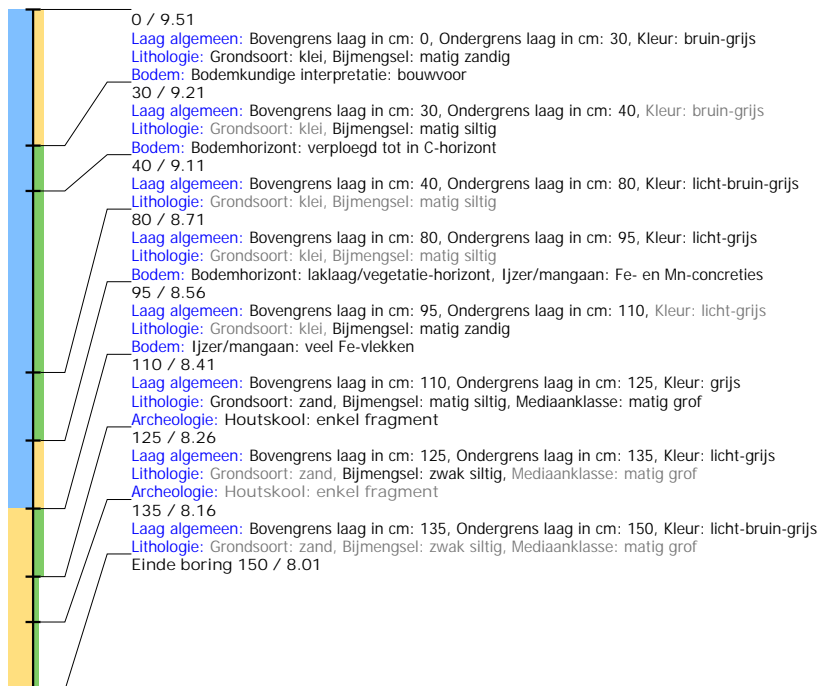 0 / 9.51
Laag algemeen: Bovengrens laag in cm: 0, Ondergrens laag in cm: 30, Kleur: bruin-grijs
Lithologie: Grondsoort: klei, Bijmengsel: matig zandig
Bodem: Bodemkundige interpretatie: bouwvoor
30 / 9.21
Laag algemeen: Bovengrens laag in cm: 30, Ondergrens laag in cm: 40, Kleur: bruin-grijs
Lithologie: Grondsoort: klei, Bijmengsel: matig siltig
Bodem: Bodemhorizont: verploegd tot in C-horizont
40 / 9.11
Laag algemeen: Bovengrens laag in cm: 40, Ondergrens laag in cm: 80, Kleur: licht-bruin-grijs
Lithologie: Grondsoort: klei, Bijmengsel: matig siltig
80 / 8.71
Laag algemeen: Bovengrens laag in cm: 80, Ondergrens laag in cm: 95, Kleur: licht-grijs
Lithologie: Grondsoort: klei, Bijmengsel: matig siltig
Bodem: Bodemhorizont: laklaag/vegetatie-horizont, Ijzer/mangaan: Fe- en Mn-concreties
95 / 8.56
Laag algemeen: Bovengrens laag in cm: 95, Ondergrens laag in cm: 110, Kleur: licht-grijs
Lithologie: Grondsoort: klei, Bijmengsel: matig zandig
Bodem: Ijzer/mangaan: veel Fe-vlekken
110 / 8.41
Laag algemeen: Bovengrens laag in cm: 110, Ondergrens laag in cm: 125, Kleur: grijs
Lithologie: Grondsoort: zand, Bijmengsel: matig siltig, Mediaanklasse: matig grof
Archeologie: Houtskool: enkel fragment
125 / 8.26
Laag algemeen: Bovengrens laag in cm: 125, Ondergrens laag in cm: 135, Kleur: licht-grijs
Lithologie: Grondsoort: zand, Bijmengsel: zwak siltig, Mediaanklasse: matig grof
Archeologie: Houtskool: enkel fragment
135 / 8.16
Laag algemeen: Bovengrens laag in cm: 135, Ondergrens laag in cm: 150, Kleur: licht-bruin-grijs
Lithologie: Grondsoort: zand, Bijmengsel: zwak siltig, Mediaanklasse: matig grof
Einde boring 150 / 8.01